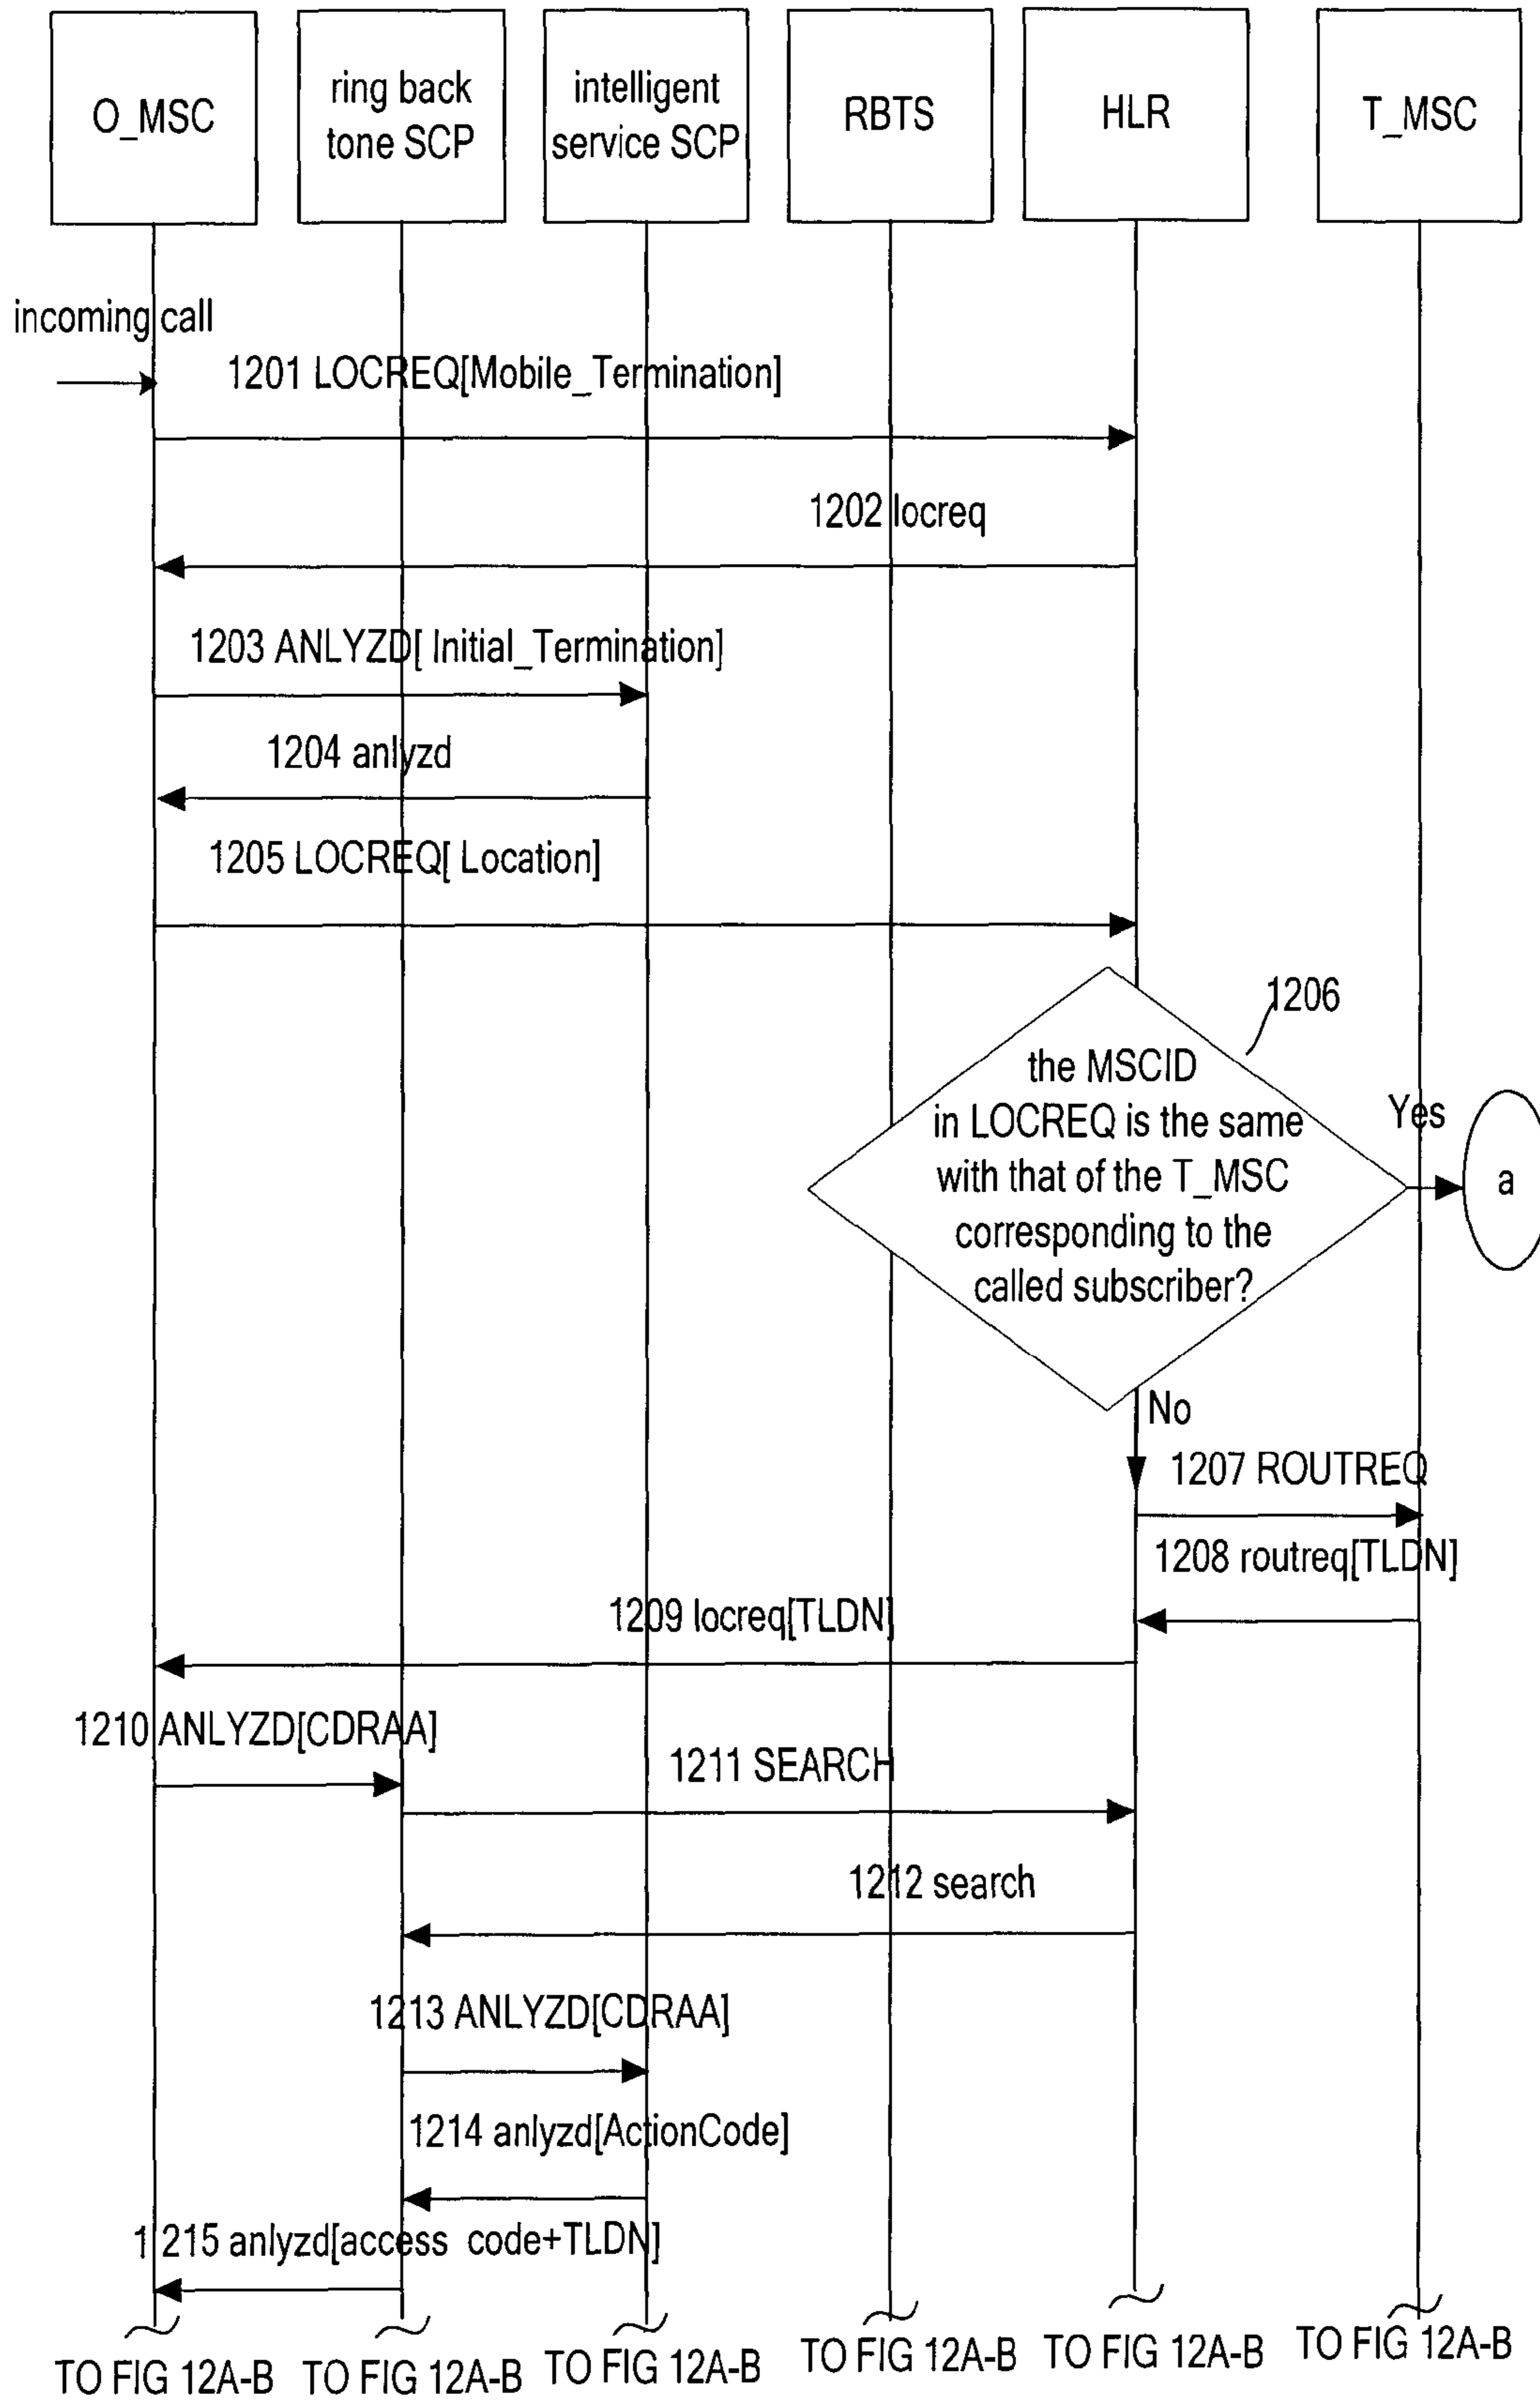 O_MSC
ring back
tone SCP
intelligent
service SCP
RBTS
HLR
T_MSC
incoming call
1201 LOCREQ[Mobile_Termination]
1202 locreq
1203 ANLYZD[ Initial_Termination]
1204 anlyzd
1205 LOCREQ[ Location]
1206
the MSCID
in LOCREQ is the same
with that of the T_MSC
corresponding to the
called subscriber?
Yes
a
No
1207 ROUTREQ
1208 routreq[TLDN]
1209 locreq[TLDN]
1210 ANLYZD[CDRAA]
1211 SEARCH
1212 search
1213 ANLYZD[CDRAA]
1214 anlyzd[ActionCode]
1215 anlyzd[access code+TLDN]
TO FIG 12A-B
TO FIG 12A-B
TO FIG 12A-B
TO FIG 12A-B
TO FIG 12A-B
TO FIG 12A-B